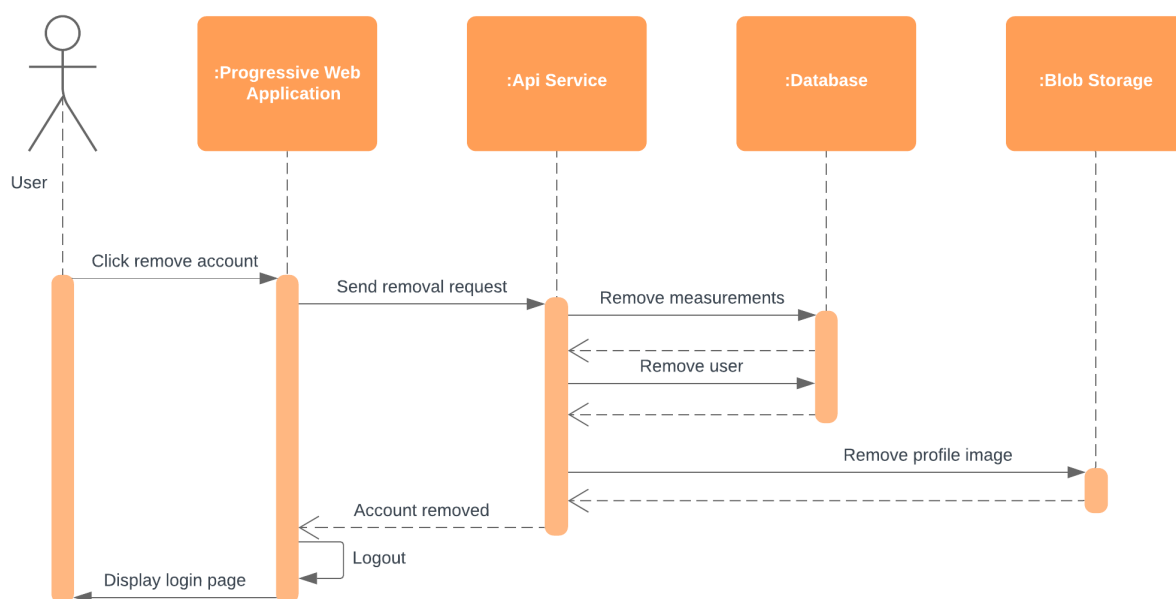 :Progressive Web
Application
:Api Service
:Database
:Blob Storage
User
Click remove account
Send removal request
Remove measurements
Remove user
Remove profile image
Account removed
Logout
Display login page